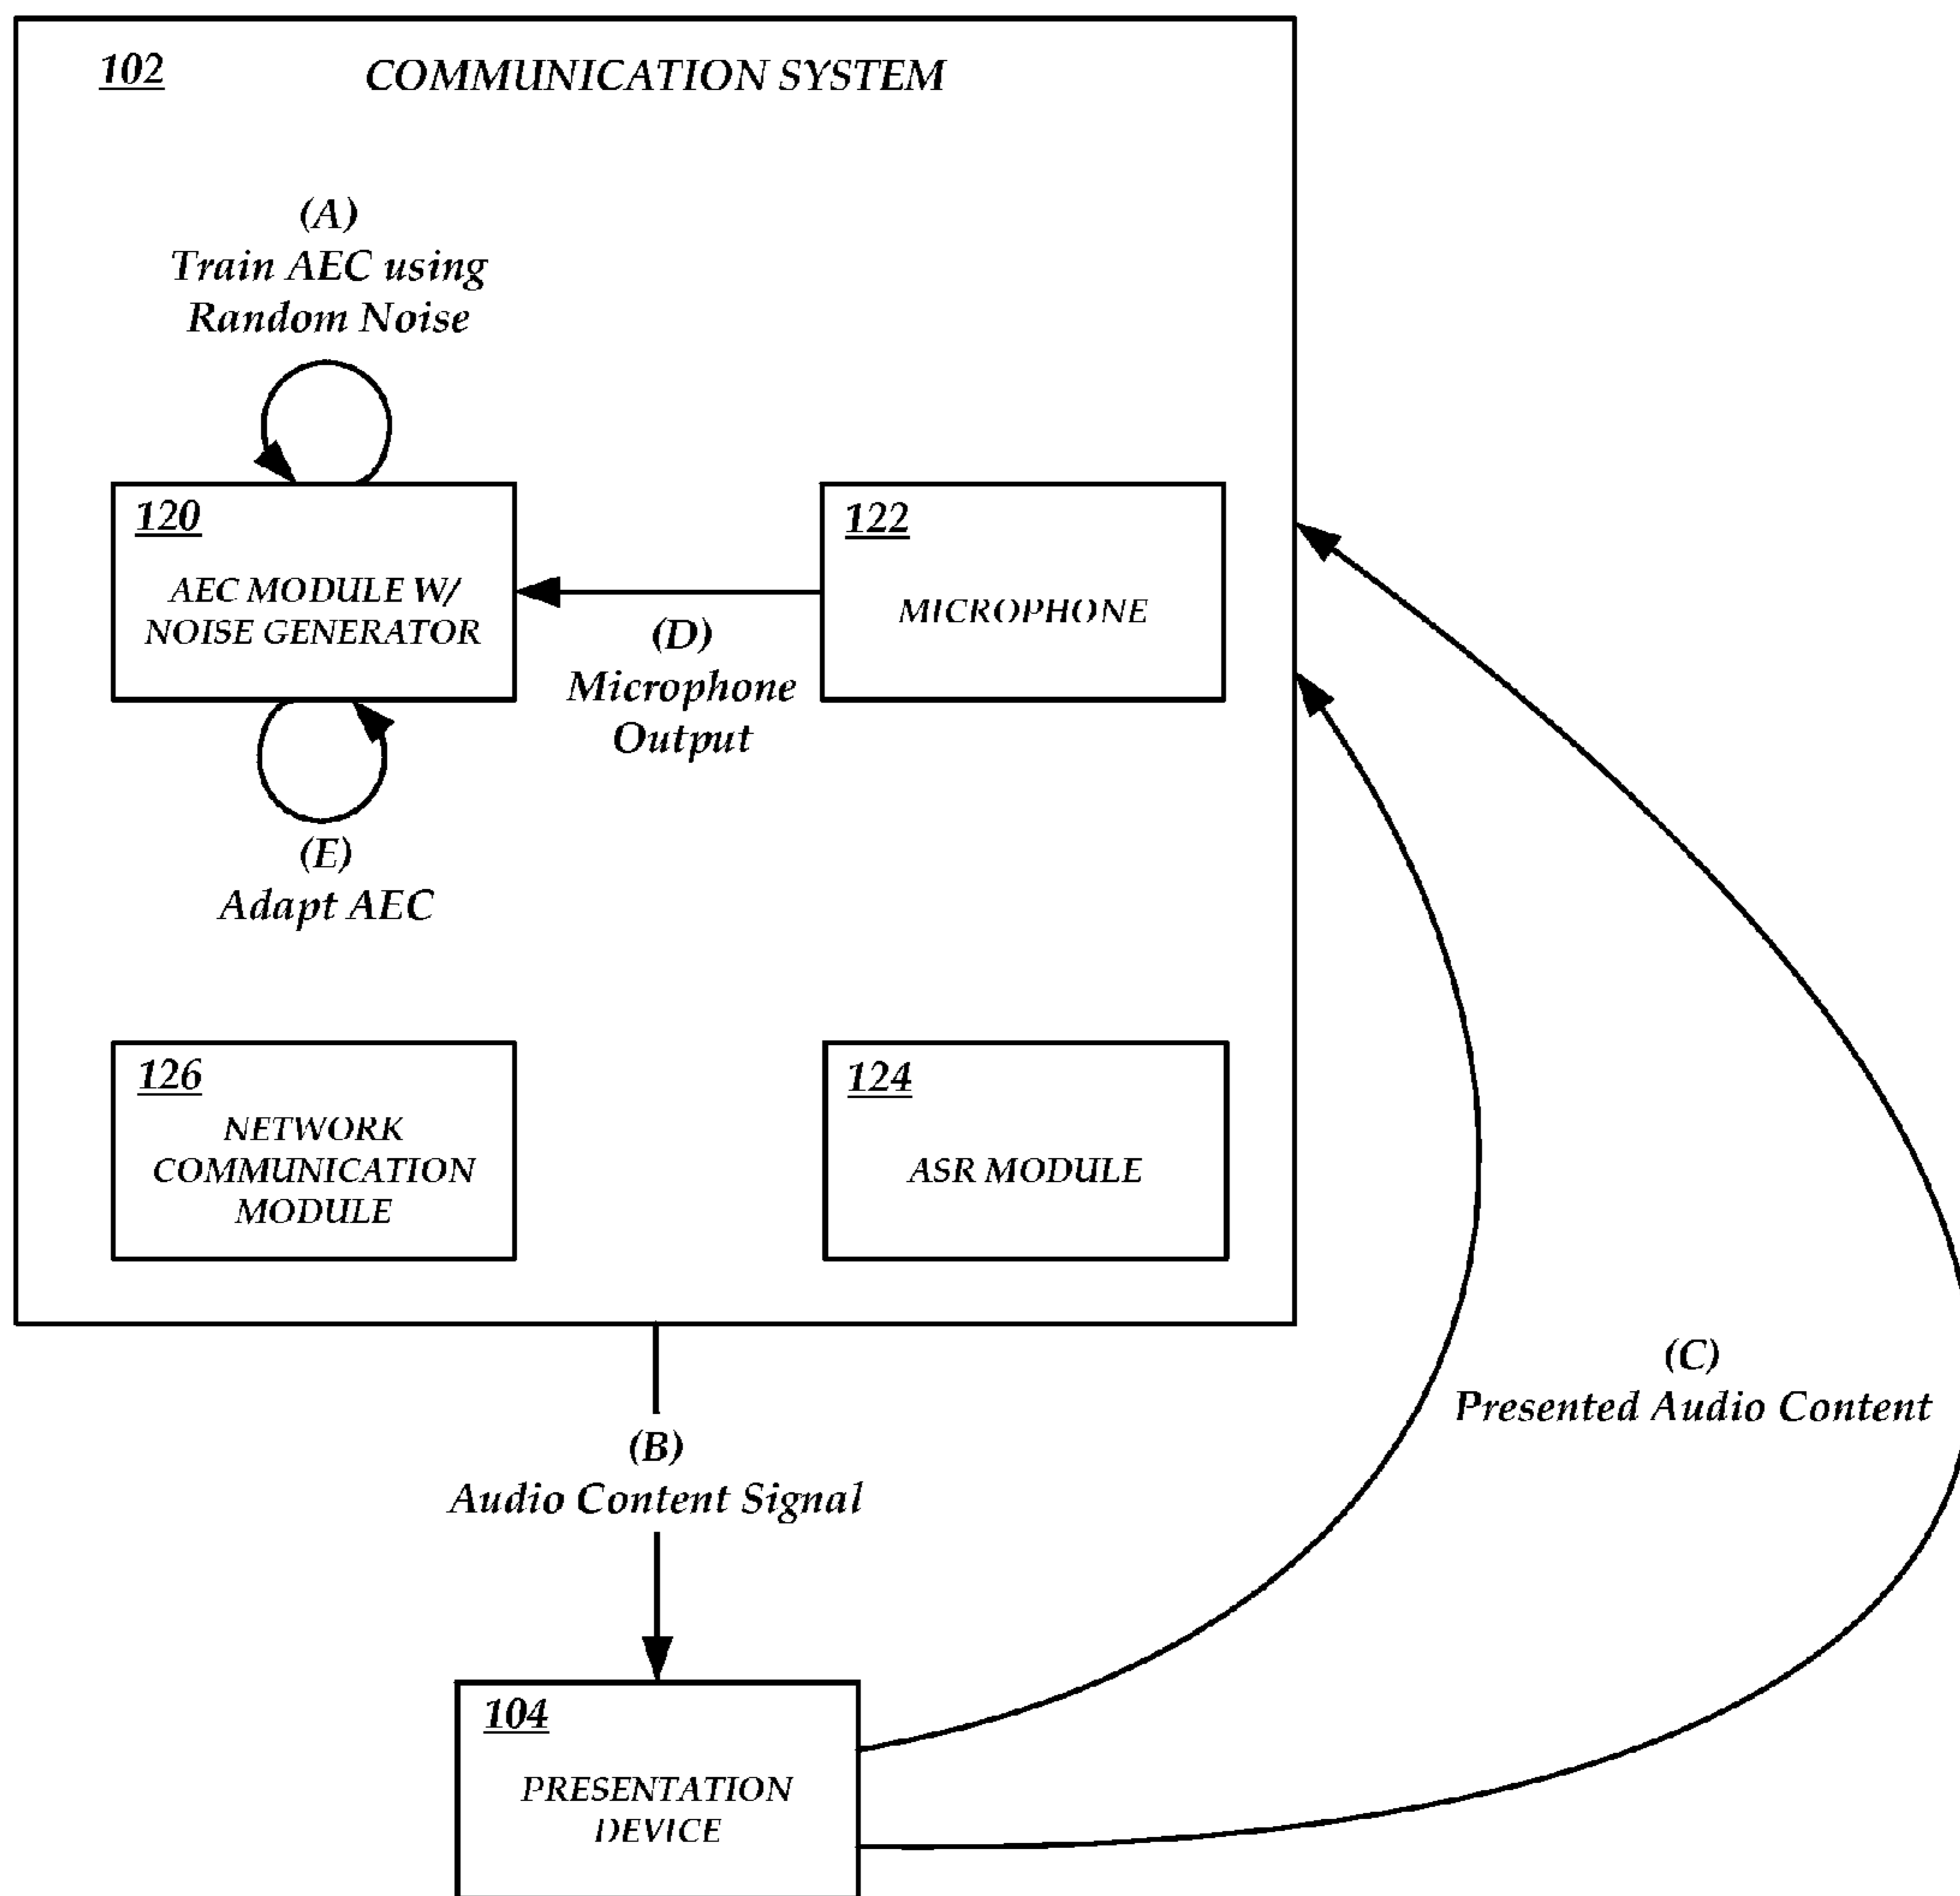 102
COMMUNICATION SYSTEM
(A)
Train AEC using
Random Noise
120
AEC MODULE W/
NOISE GENERATOR
122
MICROPHONE
(D)
Microphone
Output
(E)
Adapt AEC
126
NETWORK
COMMUNICATION
MODULE
124
ASR MODULE
(C)
Presented Audio Content
(B)
Audio Content Signal
104
PRESENTATION
DEVICE